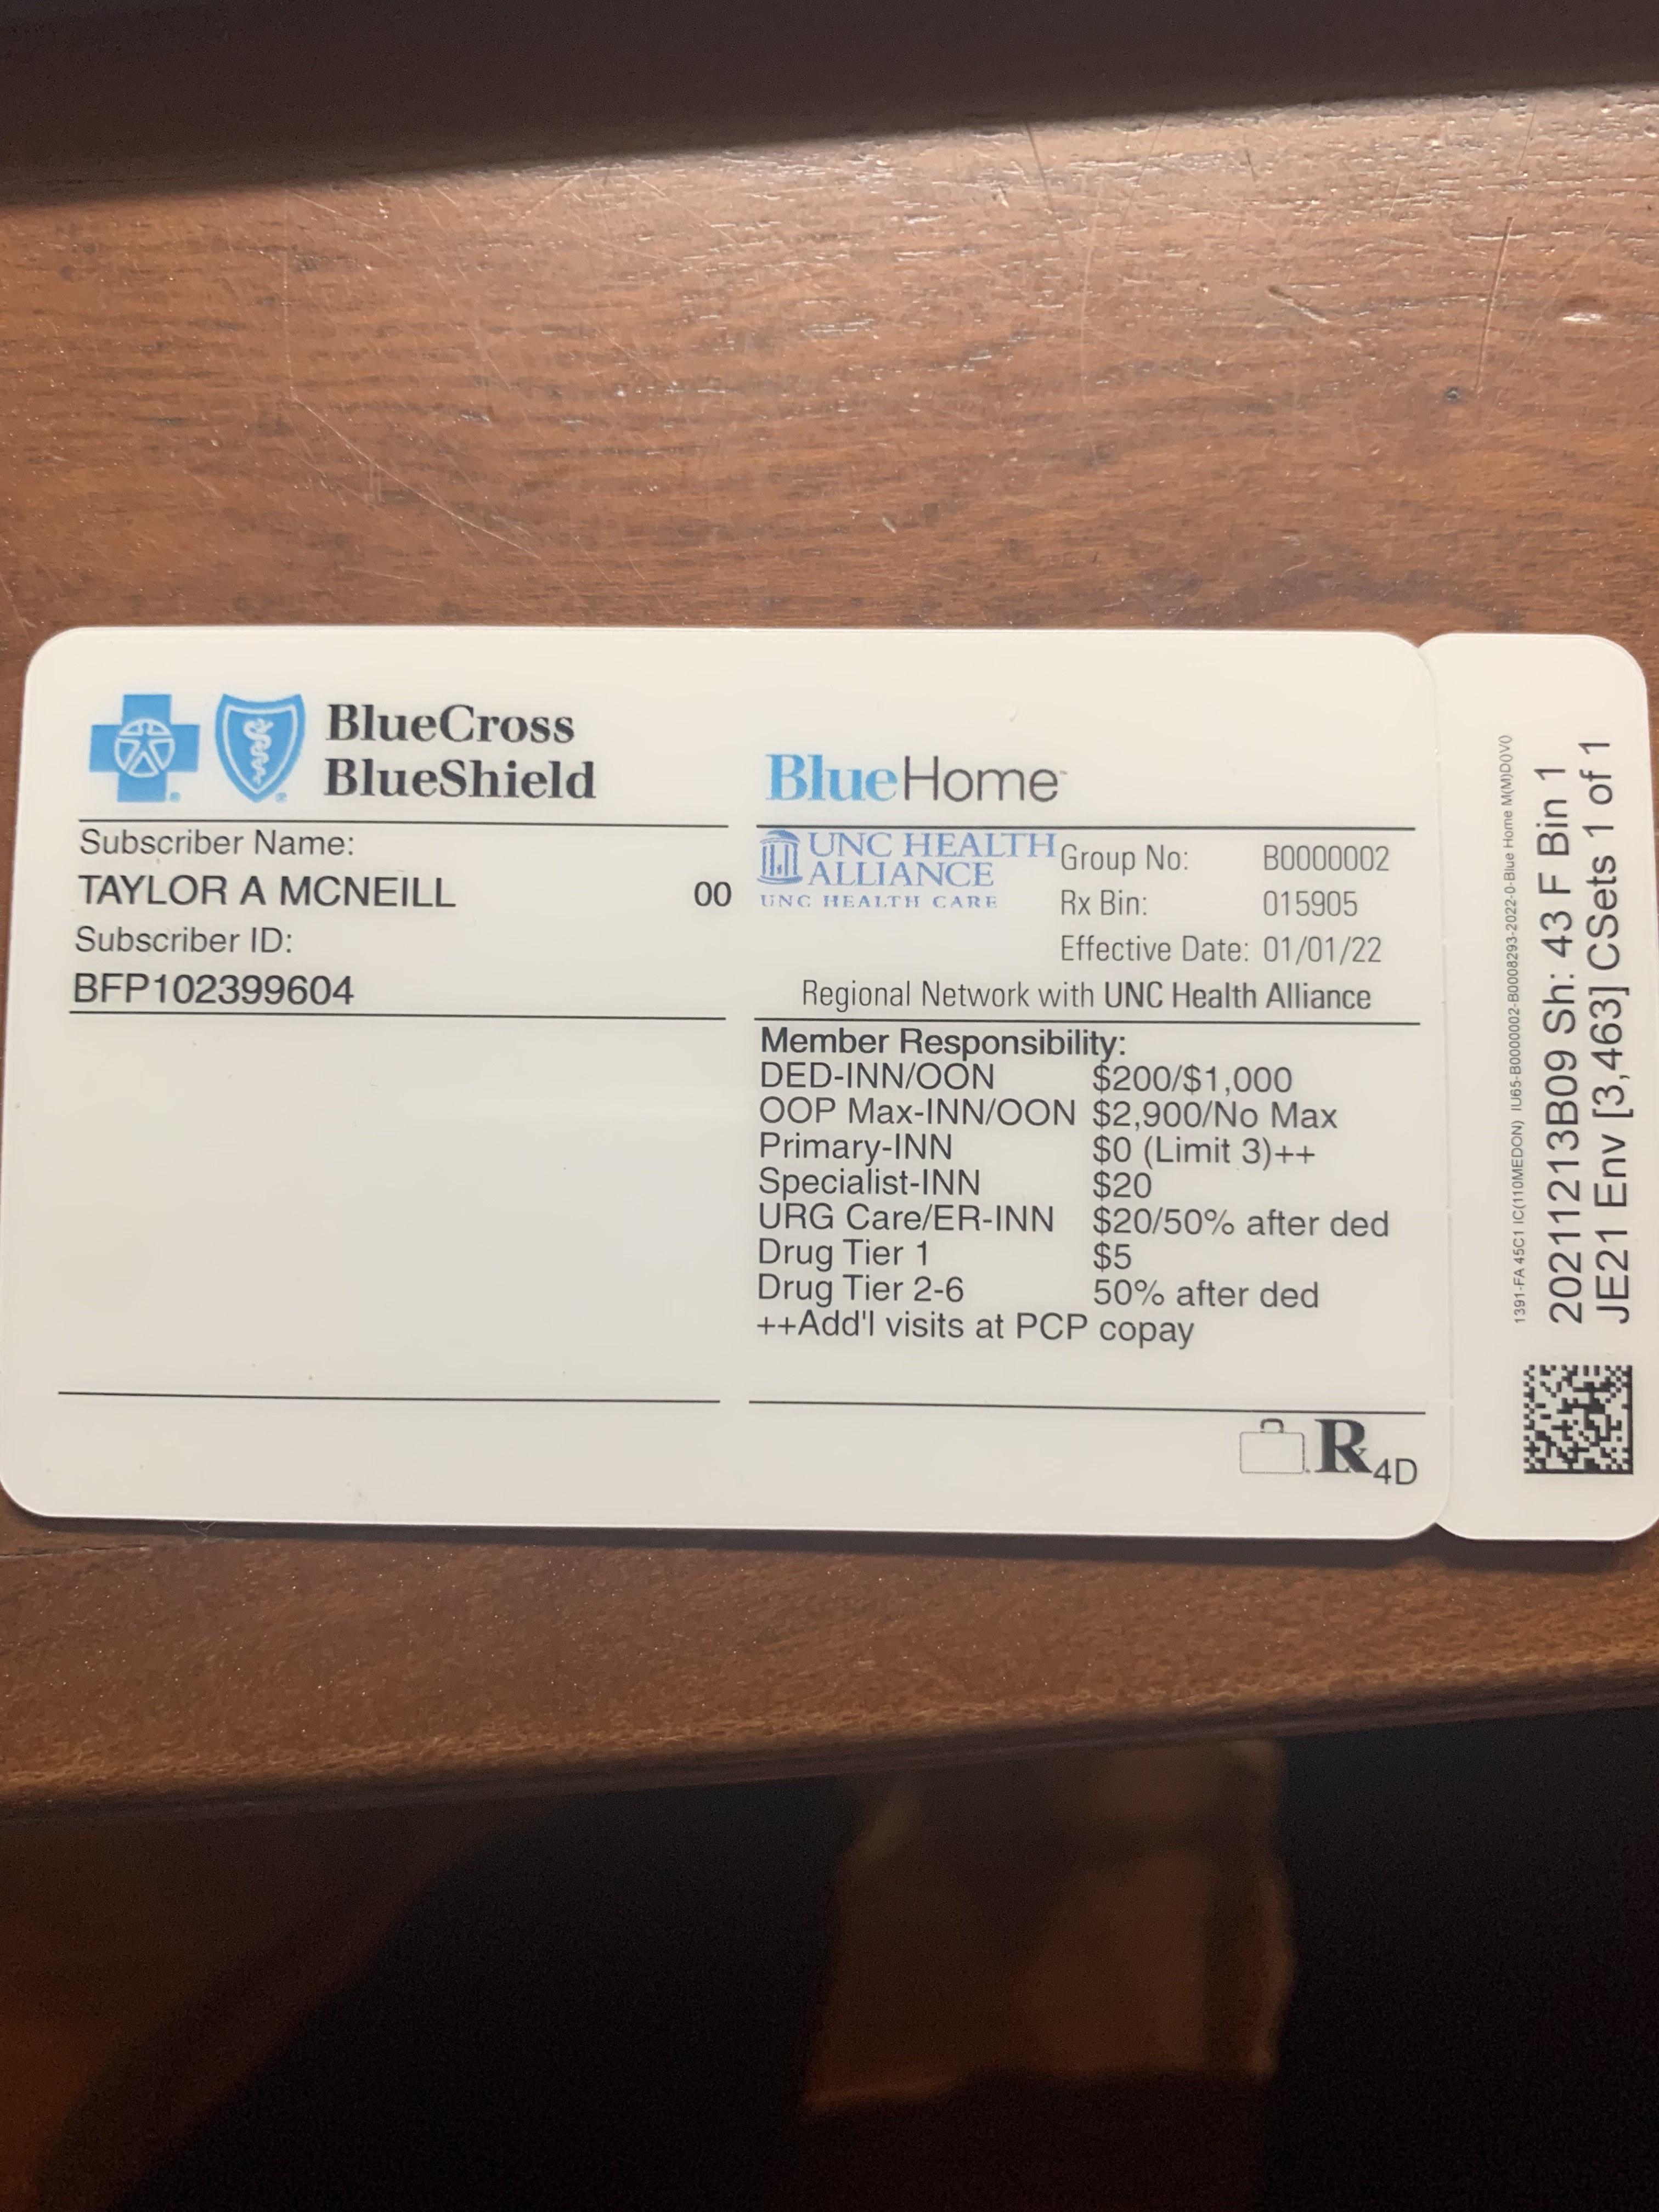 BlueCross
BlueShield
BlueHome
Subscriber Name:
TAYLOR A MCNEILL 00
Subscriber ID:
BFP102399604
UNC HEALTH
ALLIANCE
UNC HEALTH CARE
Group No: B0000002
Rx Bin: 015905
Effective Date: 01/01/22
Regional Network with UNC Health Alliance
Member Responsibility:
DED-INN/OON $200/$1,000
OOP Max-INN/OON $2,900/No Max
Primary-INN $0 (Limit 3)++
Specialist-INN $20
URG Care/ER-INN $20/50% after ded
Drug Tier 1 $5
Drug Tier 2-6 50% after ded
++Add'l visits at PCP copay
Rx 4D
1391-FA 45C1 IC(110MEDON) IU65-B0000002-B0008293-2022-0-Blue Home M(M)D()V()
20211213B09 Sh: 43 F Bin 1
JE21 Env [3,463] CSets 1 of 1